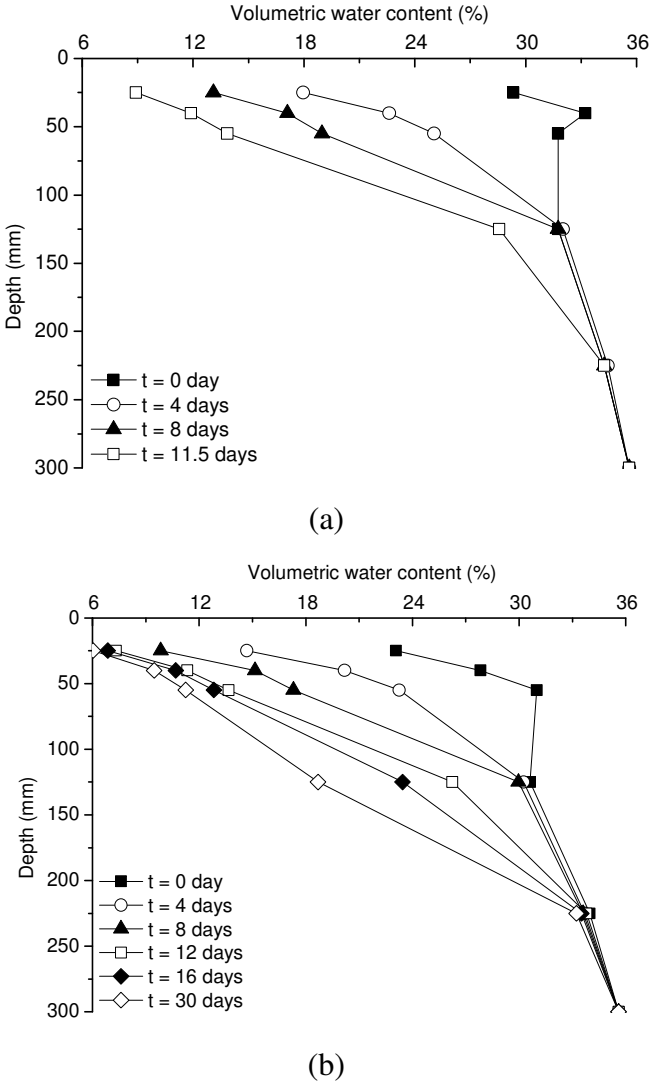 Volumetric water content (%)
6 12 18 24 30 36
0
50
100
150
200
250
300
Depth (mm)
t = 0 day
t = 4 days
t = 8 days
t = 11.5 days
(a)
Volumetric water content (%)
6 12 18 24 30 36
0
50
100
150
200
250
300
Depth (mm)
t = 0 day
t = 4 days
t = 8 days
t = 12 days
t = 16 days
t = 30 days
(b)